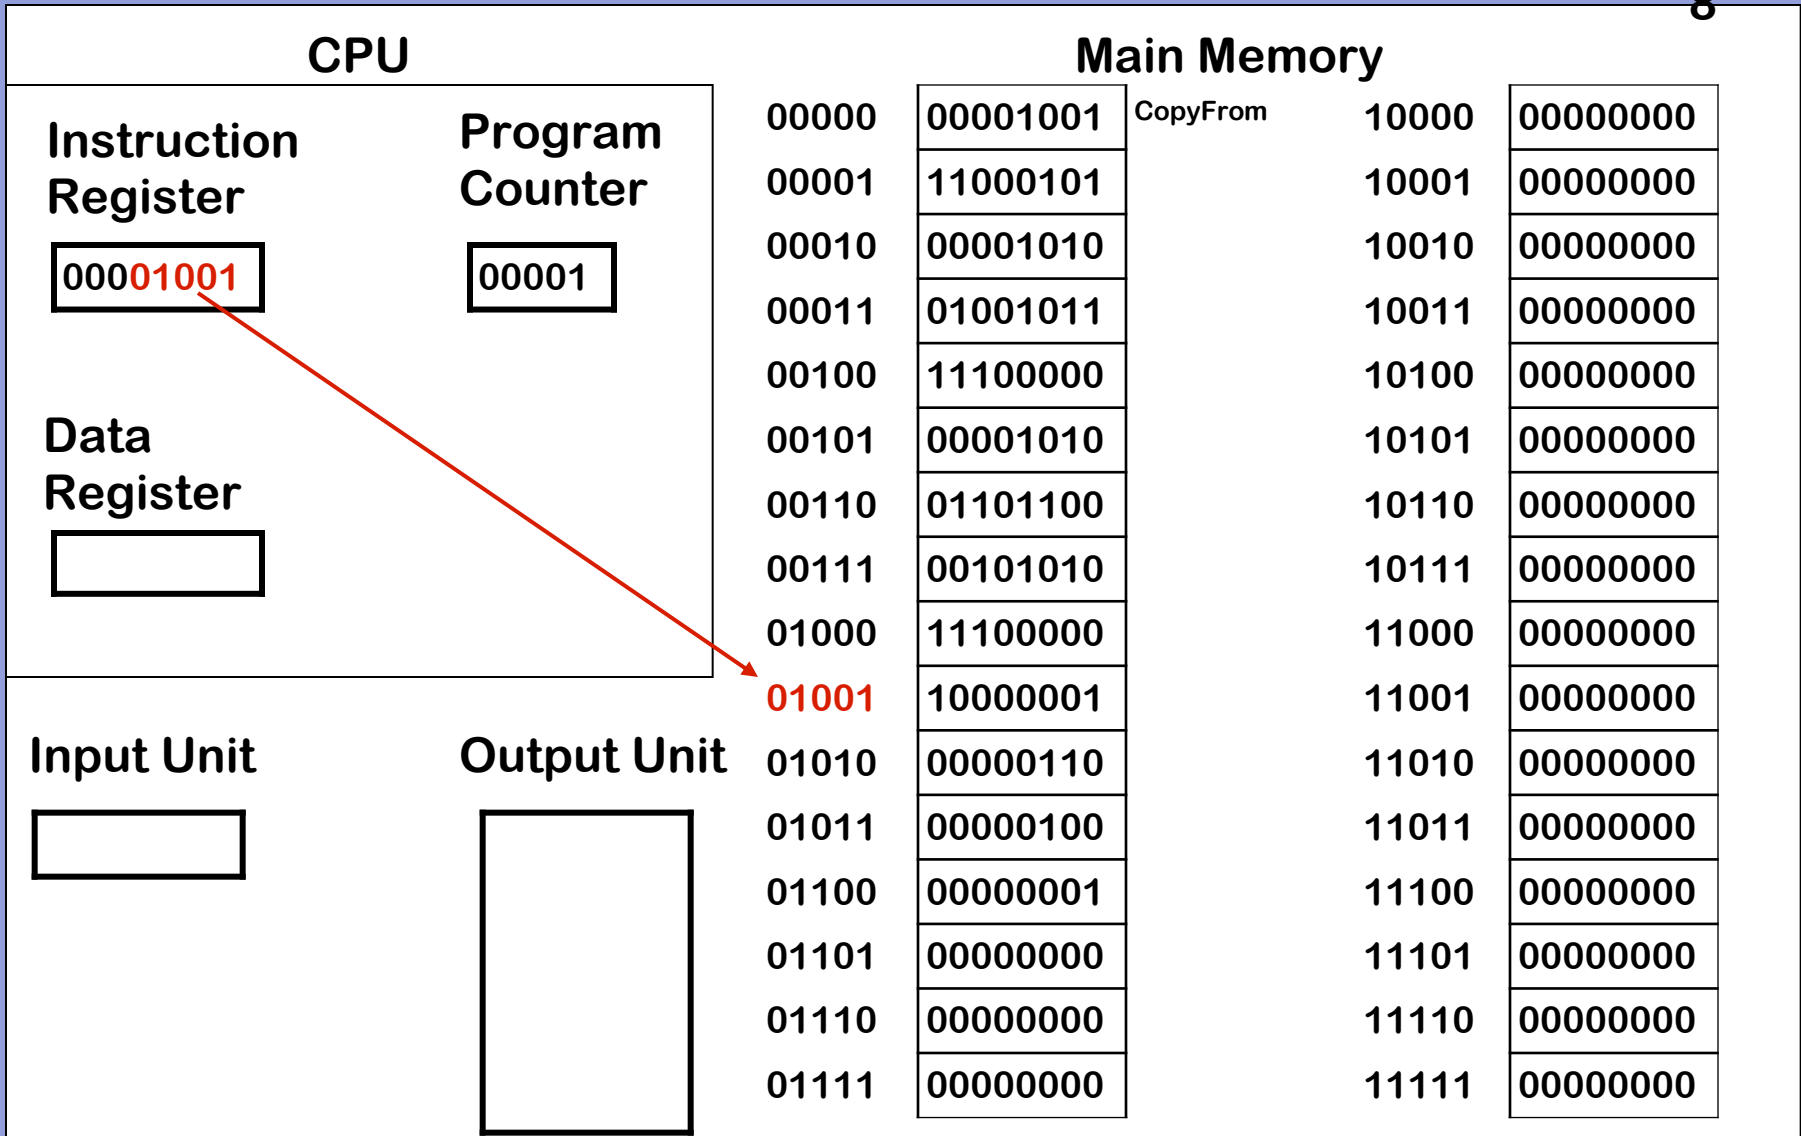 8
CPU
Main Memory
Instruction
Register
Program
Counter
00001001
00001
Data
Register
Input Unit
Output Unit
00000 00001001 CopyFrom 10000 00000000
00001 11000101 10001 00000000
00010 00001010 10010 00000000
00011 01001011 10011 00000000
00100 11100000 10100 00000000
00101 00001010 10101 00000000
00110 01101100 10110 00000000
00111 00101010 10111 00000000
01000 11100000 11000 00000000
01001 10000001 11001 00000000
01010 00000110 11010 00000000
01011 00000100 11011 00000000
01100 00000001 11100 00000000
01101 00000000 11101 00000000
01110 00000000 11110 00000000
01111 00000000 11111 00000000